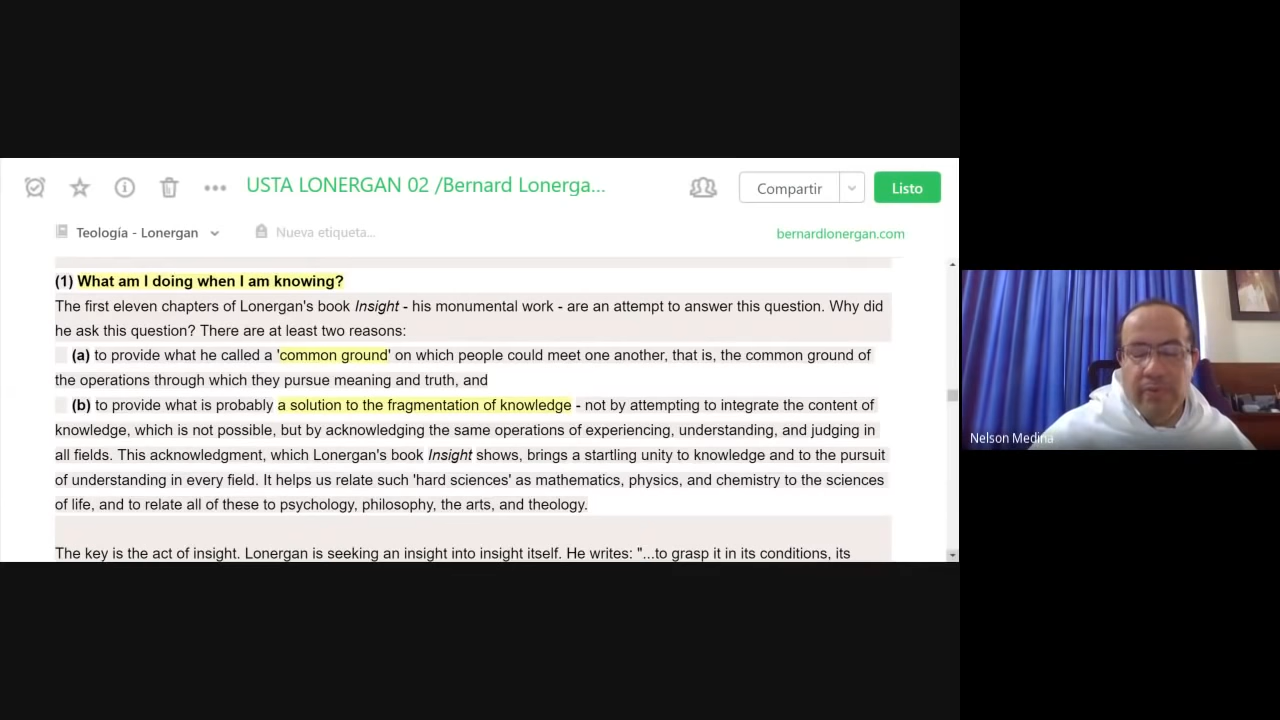 USTA LONERGAN 02 /Bernard Lonerga...
Compartir
Listo
Teología - Lonergan
Nueva etiqueta...
bernardlonergan.com
(1) What am I doing when I am knowing?
The first eleven chapters of Lonergan's book Insight - his monumental work - are an attempt to answer this question. Why did
he ask this question? There are at least two reasons:
(a) to provide what he called a 'common ground' on which people could meet one another, that is, the common ground of
the operations through which they pursue meaning and truth, and
(b) to provide what is probably a solution to the fragmentation of knowledge - not by attempting to integrate the content of
knowledge, which is not possible, but by acknowledging the same operations of experiencing, understanding, and judging in
all fields. This acknowledgment, which Lonergan's book Insight shows, brings a startling unity to knowledge and to the pursuit
of understanding in every field. It helps us relate such 'hard sciences' as mathematics, physics, and chemistry to the sciences
of life, and to relate all of these to psychology, philosophy, the arts, and theology.
The key is the act of insight. Lonergan is seeking an insight into insight itself. He writes: "...to grasp it in its conditions, its
Nelson Medina